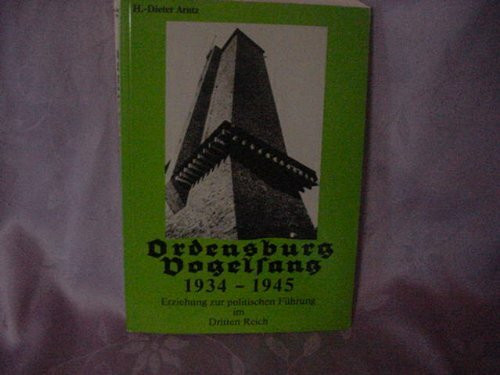 H.-Dieter Arntz
Ordensburg
Vogelſang
1934 - 1945
Erziehung zur politischen Führung
im
Dritten Reich